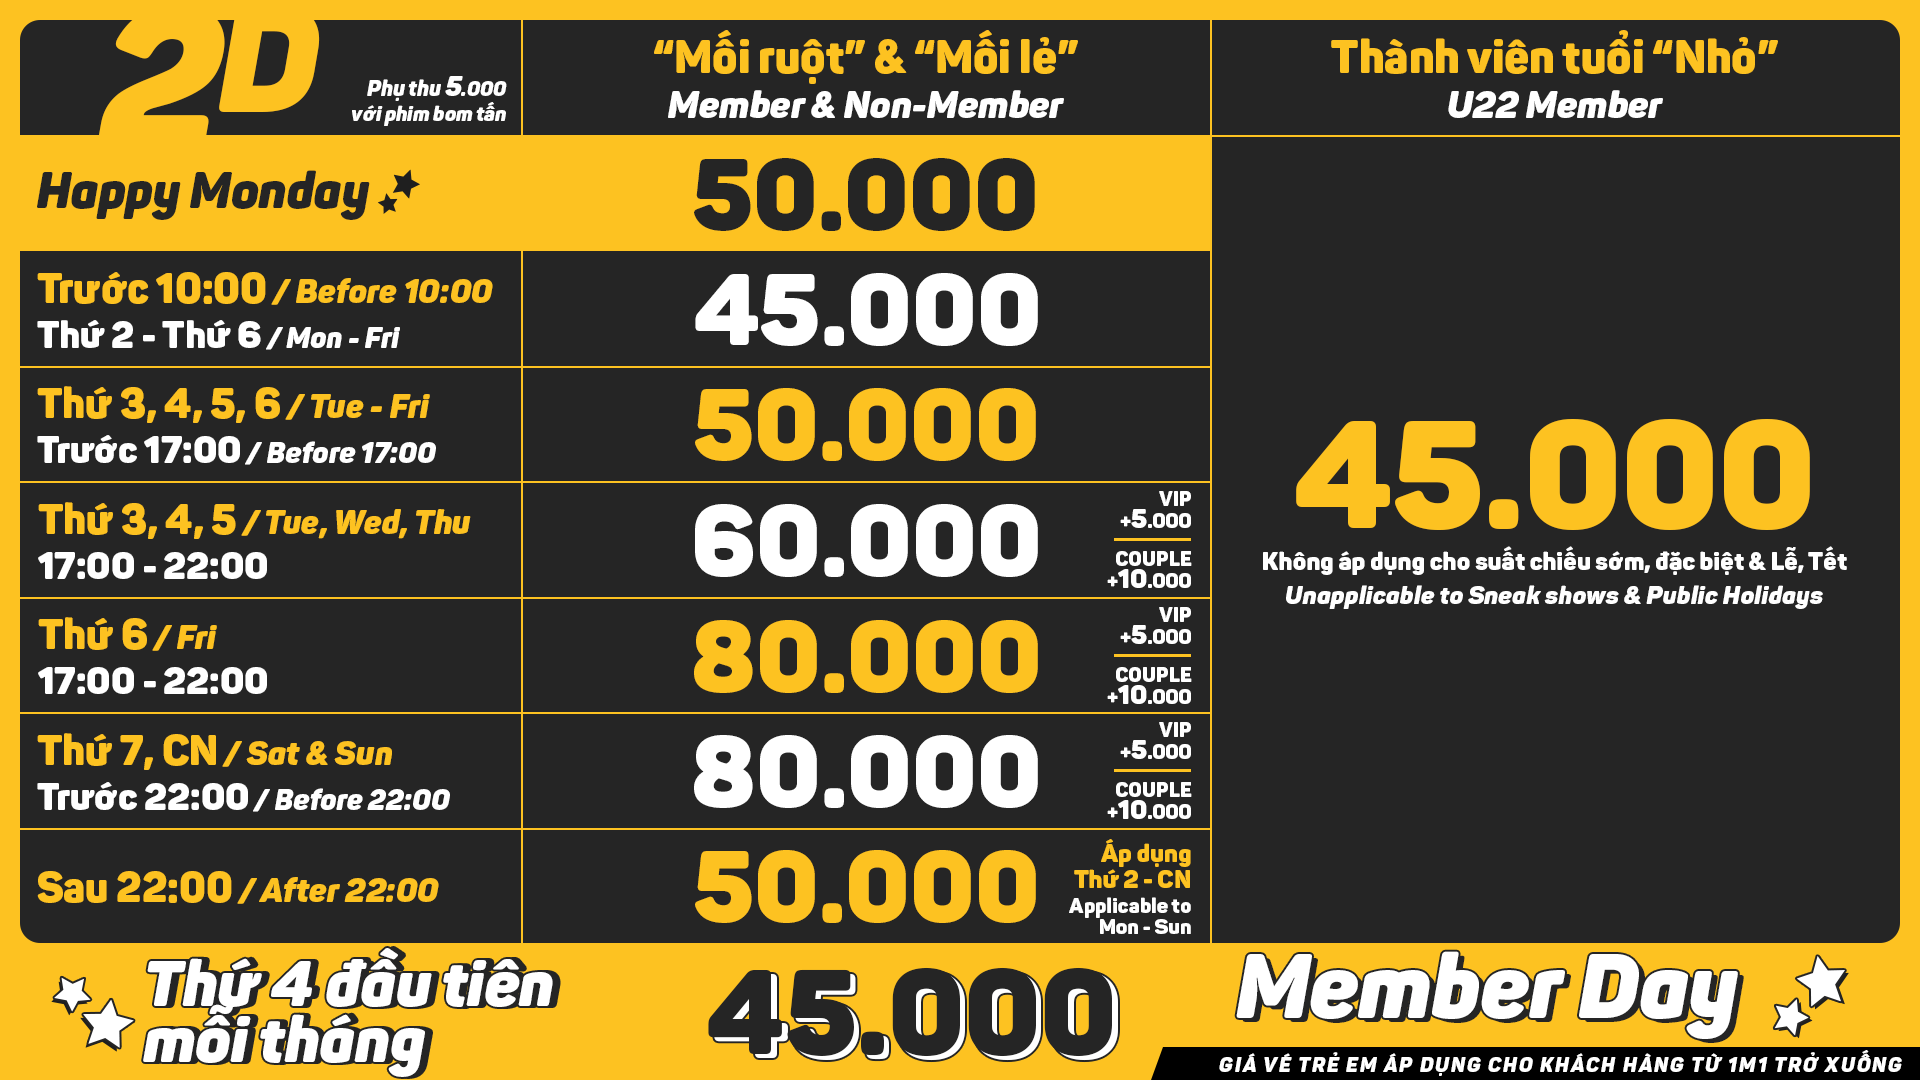 2D
Phụ thu 5.000
với phim bom tấn
“Mối ruột” & “Mối lẻ”
Member & Non-Member
Thành viên tuổi “Nhỏ”
U22 Member
Happy Monday
50.000
Trước 10:00 / Before 10:00
Thứ 2 - Thứ 6 / Mon - Fri
45.000
Thứ 3, 4, 5, 6 / Tue - Fri
Trước 17:00 / Before 17:00
50.000
Thứ 3, 4, 5 / Tue, Wed, Thu
17:00 - 22:00
60.000
VIP
+5.000
COUPLE
+10.000
Thứ 6 / Fri
17:00 - 22:00
80.000
VIP
+5.000
COUPLE
+10.000
Thứ 7, CN / Sat & Sun
Trước 22:00 / Before 22:00
80.000
VIP
+5.000
COUPLE
+10.000
Sau 22:00 / After 22:00
50.000
Áp dụng
Thứ 2 - CN
Applicable to
Mon - Sun
45.000
Không áp dụng cho suất chiếu sớm, đặc biệt & Lễ, Tết
Unapplicable to Sneak shows & Public Holidays
Thứ 4 đầu tiên
mỗi tháng
45.000
Member Day
GIÁ VÉ TRẺ EM ÁP DỤNG CHO KHÁCH HÀNG TỪ 1M1 TRỞ XUỐNG